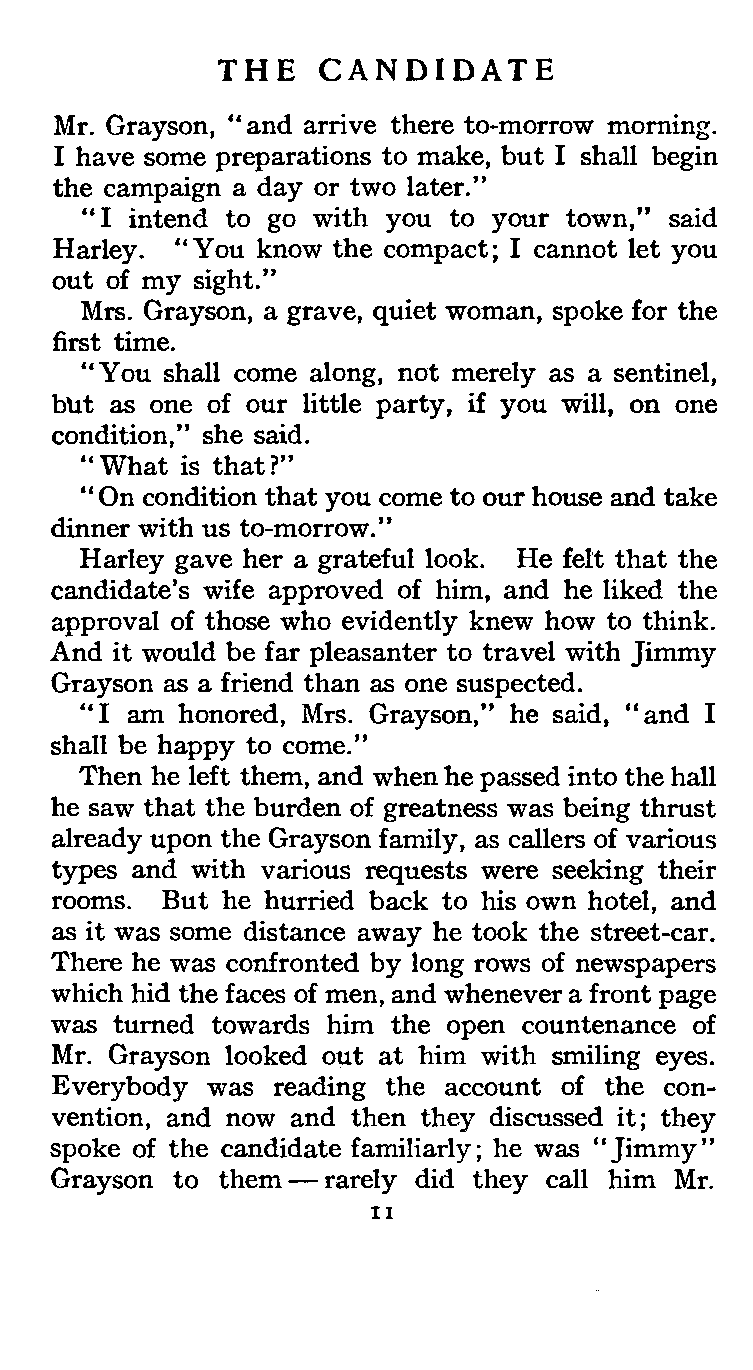 THE CANDIDATE
Mr. Grayson, “and arrive there to-morrow morning.
I have some preparations to make, but I shall begin
the campaign a day or two later.”
“I intend to go with you to your town,” said
Harley. “You know the compact; I cannot let you
out of my sight.”
Mrs. Grayson, a grave, quiet woman, spoke for the
first time.
“You shall come along, not merely as a sentinel,
but as one of our little party, if you will, on one
condition,” she said.
“What is that?”
“On condition that you come to our house and take
dinner with us to-morrow.”
Harley gave her a grateful look. He felt that the
candidate’s wife approved of him, and he liked the
approval of those who evidently knew how to think.
And it would be far pleasanter to travel with Jimmy
Grayson as a friend than as one suspected.
“I am honored, Mrs. Grayson,” he said, “and I
shall be happy to come.”
Then he left them, and when he passed into the hall
he saw that the burden of greatness was being thrust
already upon the Grayson family, as callers of various
types and with various requests were seeking their
rooms. But he hurried back to his own hotel, and
as it was some distance away he took the street-car.
There he was confronted by long rows of newspapers
which hid the faces of men, and whenever a front page
was turned towards him the open countenance of
Mr. Grayson looked out at him with smiling eyes.
Everybody was reading the account of the con-
vention, and now and then they discussed it; they
spoke of the candidate familiarly; he was “Jimmy”
Grayson to them—rarely did they call him Mr.
11